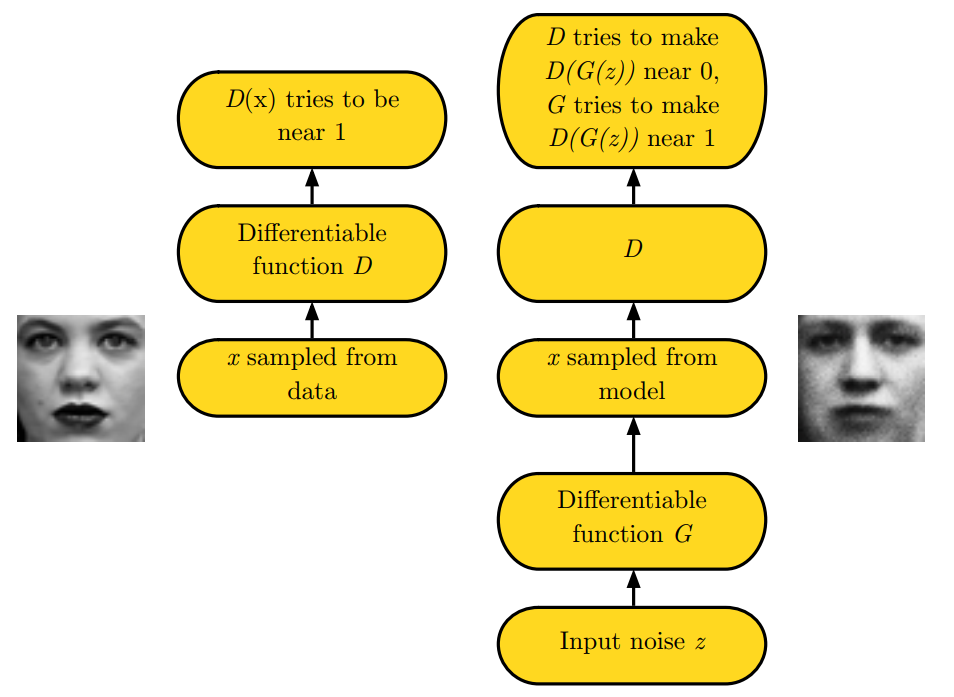 D(x) tries to be
near 1
Differentiable
function D
x sampled from
data
D tries to make
D(G(z)) near 0,
G tries to make
D(G(z)) near 1
D
x sampled from
model
Differentiable
function G
Input noise z